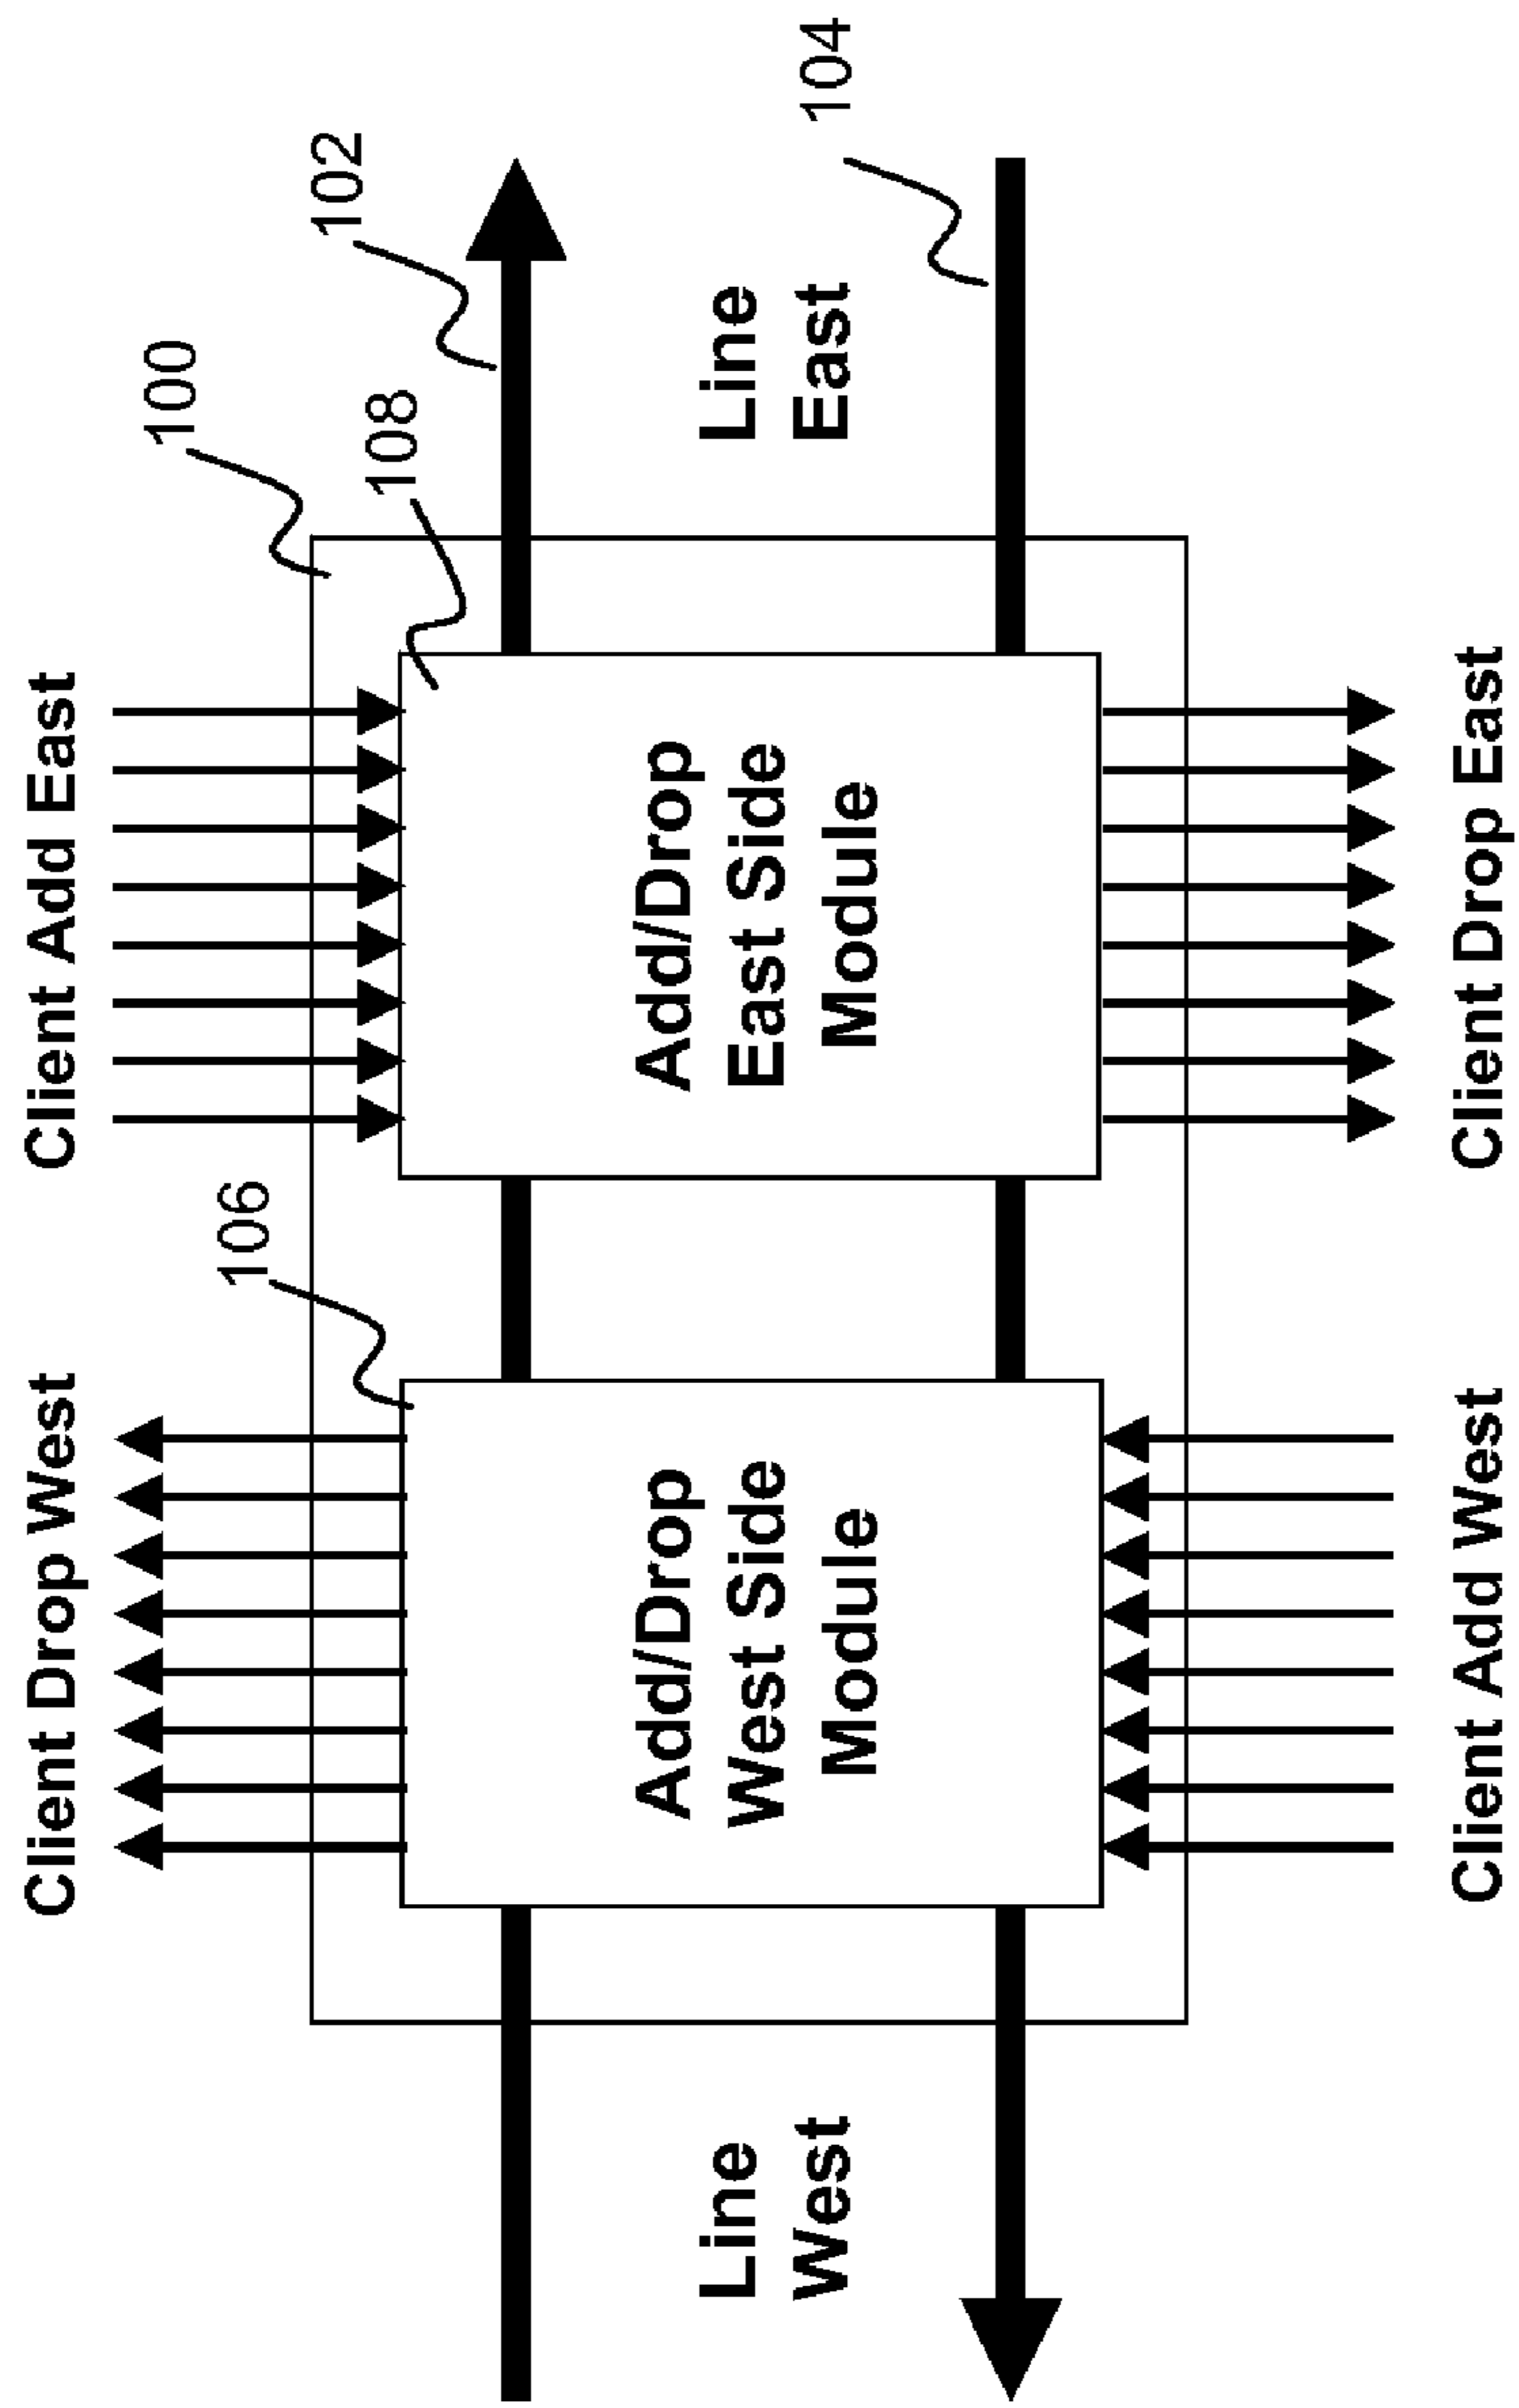 Client Drop West
Client Add East
106
100
108
102
104
Add/Drop
West Side
Module
Add/Drop
East Side
Module
Line
West
Line
East
Client Add West
Client Drop East